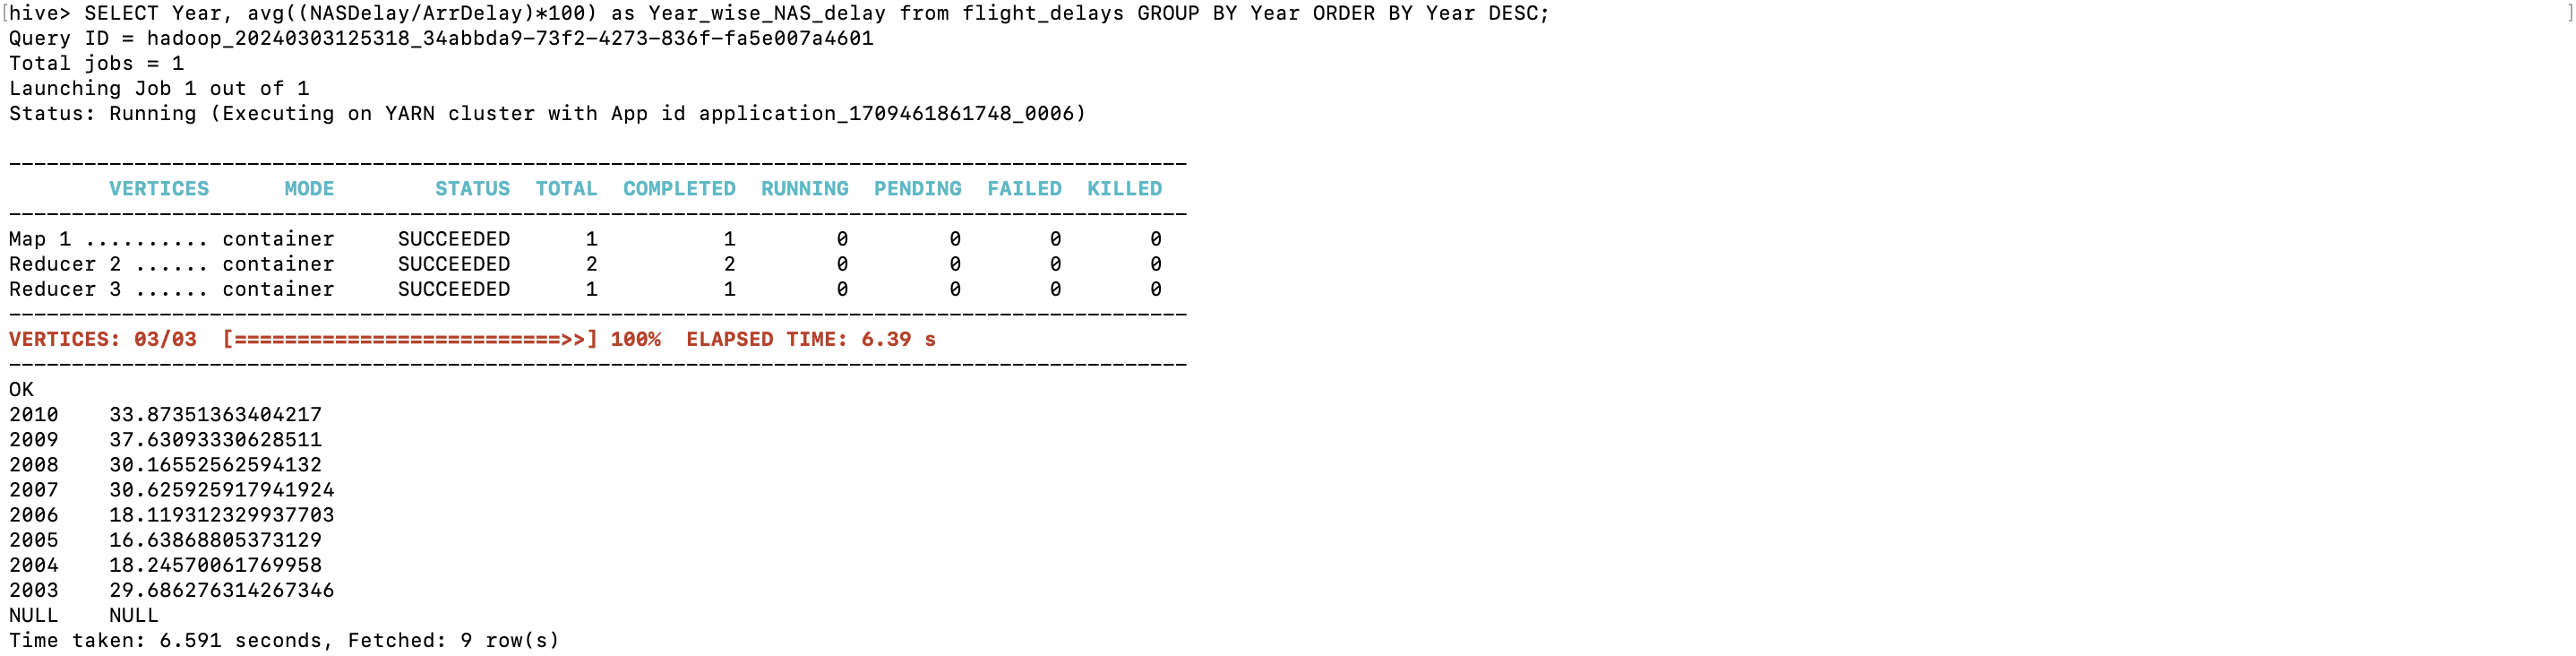 [hive> SELECT Year, avg((NASDelay/ArrDelay)*100) as Year_wise_NAS_delay from flight_delays GROUP BY Year ORDER BY Year DESC; ]
Query ID = hadoop_20240303125318_34abbda9-73f2-4273-836f-fa5e007a4601
Total jobs = 1
Launching Job 1 out of 1
Status: Running (Executing on YARN cluster with App id application_1709461861748_0006)
----------------------------------------------------------------------------------------------
VERTICES MODE STATUS TOTAL COMPLETED RUNNING PENDING FAILED KILLED
----------------------------------------------------------------------------------------------
Map 1 .......... container SUCCEEDED 1 1 0 0 0 0
Reducer 2 ...... container SUCCEEDED 2 2 0 0 0 0
Reducer 3 ...... container SUCCEEDED 1 1 0 0 0 0
----------------------------------------------------------------------------------------------
VERTICES: 03/03 [==========================>>] 100% ELAPSED TIME: 6.39 s
----------------------------------------------------------------------------------------------
OK
2010 33.87351363404217
2009 37.63093330628511
2008 30.16552562594132
2007 30.625925917941924
2006 18.119312329937703
2005 16.63868805373129
2004 18.24570061769958
2003 29.686276314267346
NULL NULL
Time taken: 6.591 seconds, Fetched: 9 row(s)